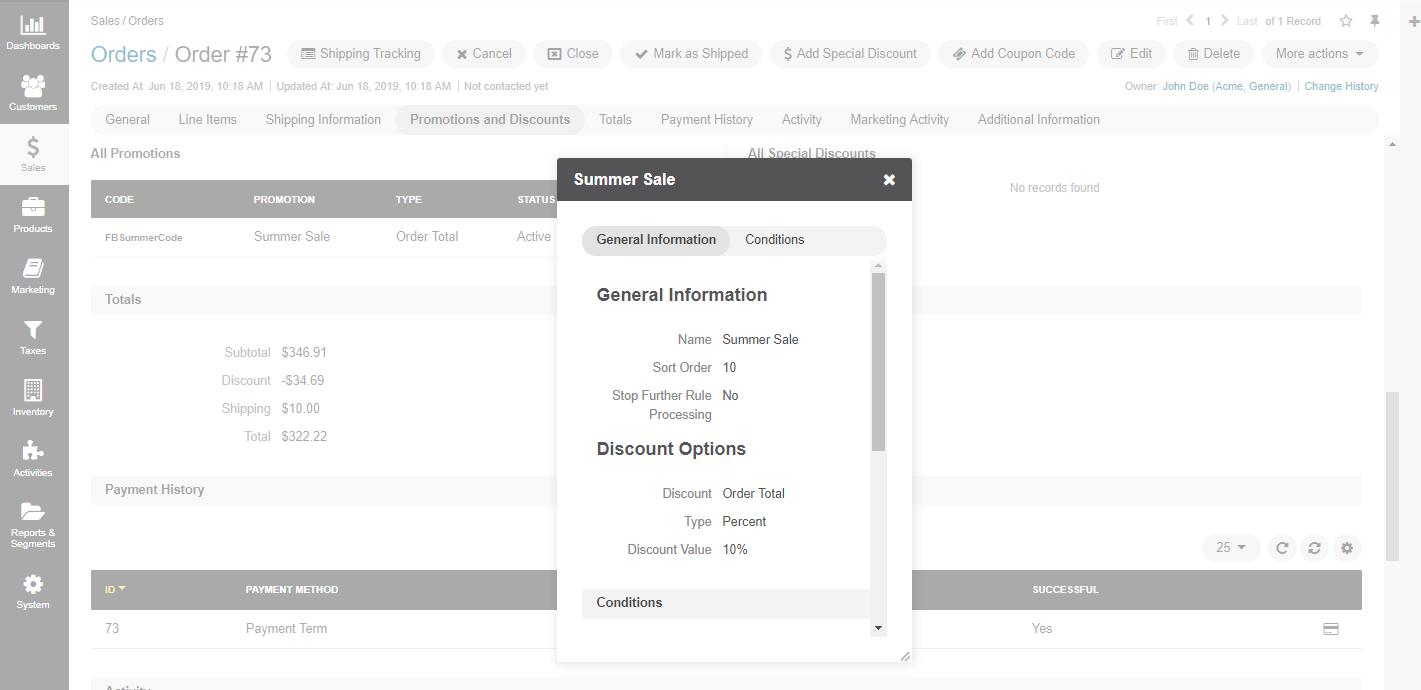 Dashboards
Customers
Sales
Products
Marketing
Taxes
Inventory
Activities
Reports &
Segments
System
Sales / Orders
First 1 Last of 1 Record
Orders / Order #73
Shipping Tracking
Cancel
Close
Mark as Shipped
Add Special Discount
Add Coupon Code
Edit
Delete
More actions
Created At: Jun 18, 2019, 10:18 AM
Updated At: Jun 18, 2019, 10:18 AM
Not contacted yet
Owner: John Doe (Acme, General)
Change History
General
Line Items
Shipping Information
Promotions and Discounts
Totals
Payment History
Activity
Marketing Activity
Additional Information
All Promotions
All Special Discounts
CODE PROMOTION TYPE STATUS
FBSummerCode Summer Sale Order Total Active
No records found
Totals
Subtotal $346.91
Discount -$34.69
Shipping $10.00
Total $322.22
Payment History
25
ID PAYMENT METHOD SUCCESSFUL
73 Payment Term Yes
Activity
Summer Sale
General Information
Conditions
General Information
Name Summer Sale
Sort Order 10
Stop Further Rule No
Processing
Discount Options
Discount Order Total
Type Percent
Discount Value 10%
Conditions